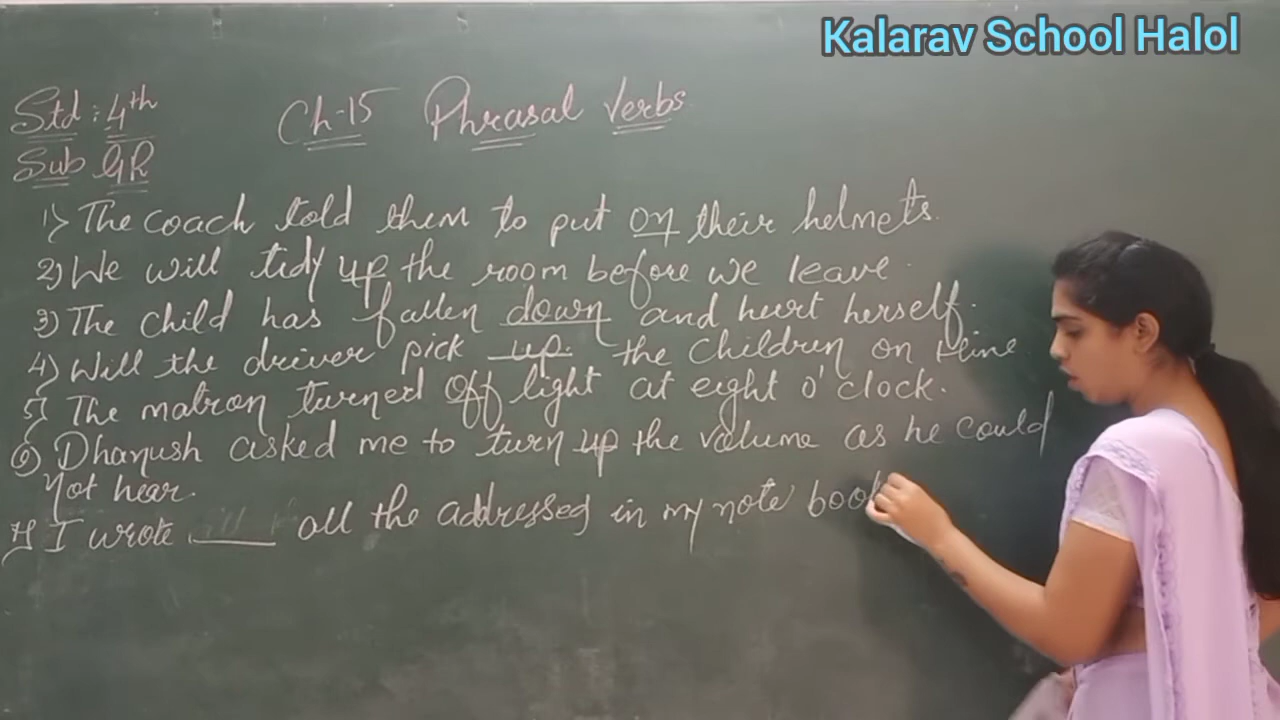 Kalarav School Halol
Std : 4th
Ch-15 Phrasal Verbs
Sub GR
1) The coach told them to put on their helmets.
2) We will tidy up the room before we leave.
3) The child has fallen down and hurt herself.
4) Will the driver pick up the children on time
5) The matron turned off light at eight o'clock.
6) Dhanush asked me to turn up the volume as he could
not hear.
7) I wrote ____ all the addressed in my note book